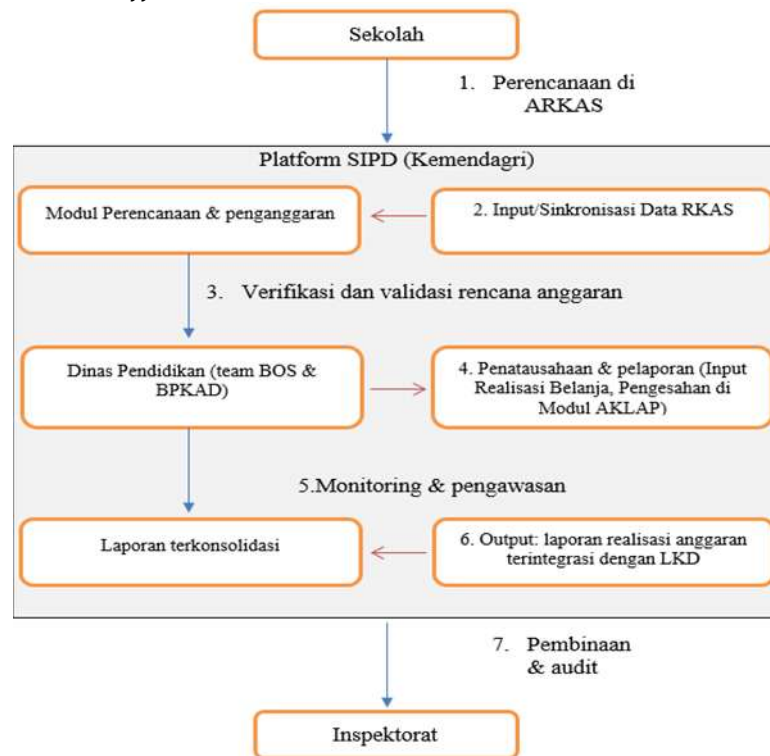 Sekolah
1. Perencanaan di
ARKAS
Platform SIPD (Kemendagri)
Modul Perencanaan & penganggaran
2. Input/Sinkronisasi Data RKAS
3. Verifikasi dan validasi rencana anggaran
Dinas Pendidikan (team BOS &
BPKAD)
4. Penatausahaan & pelaporan (Input
Realisasi Belanja, Pengesahan di
Modul AKLAP)
5.Monitoring & pengawasan
Laporan terkonsolidasi
6. Output: laporan realisasi anggaran
terintegrasi dengan LKD
7. Pembinaan
& audit
Inspektorat